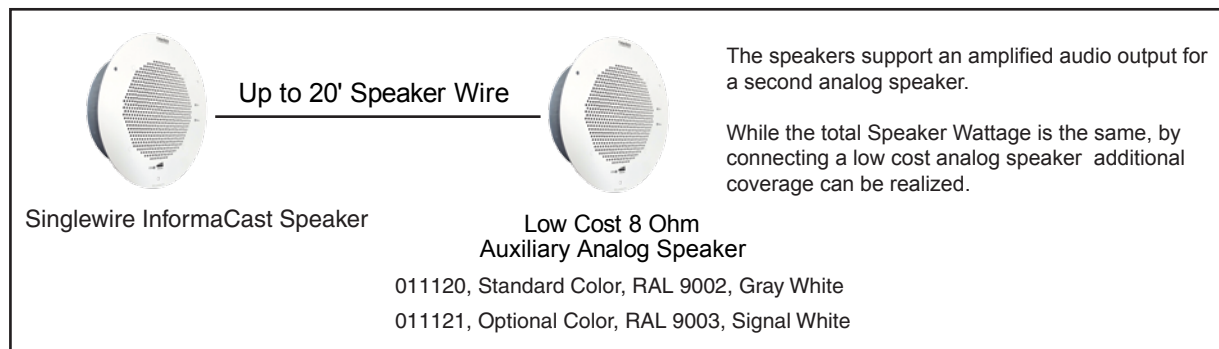 Up to 20' Speaker Wire
Singlewire InformaCast Speaker
Low Cost 8 Ohm
Auxiliary Analog Speaker
011120, Standard Color, RAL 9002, Gray White
011121, Optional Color, RAL 9003, Signal White
The speakers support an amplified audio output for
a second analog speaker.
While the total Speaker Wattage is the same, by
connecting a low cost analog speaker additional
coverage can be realized.